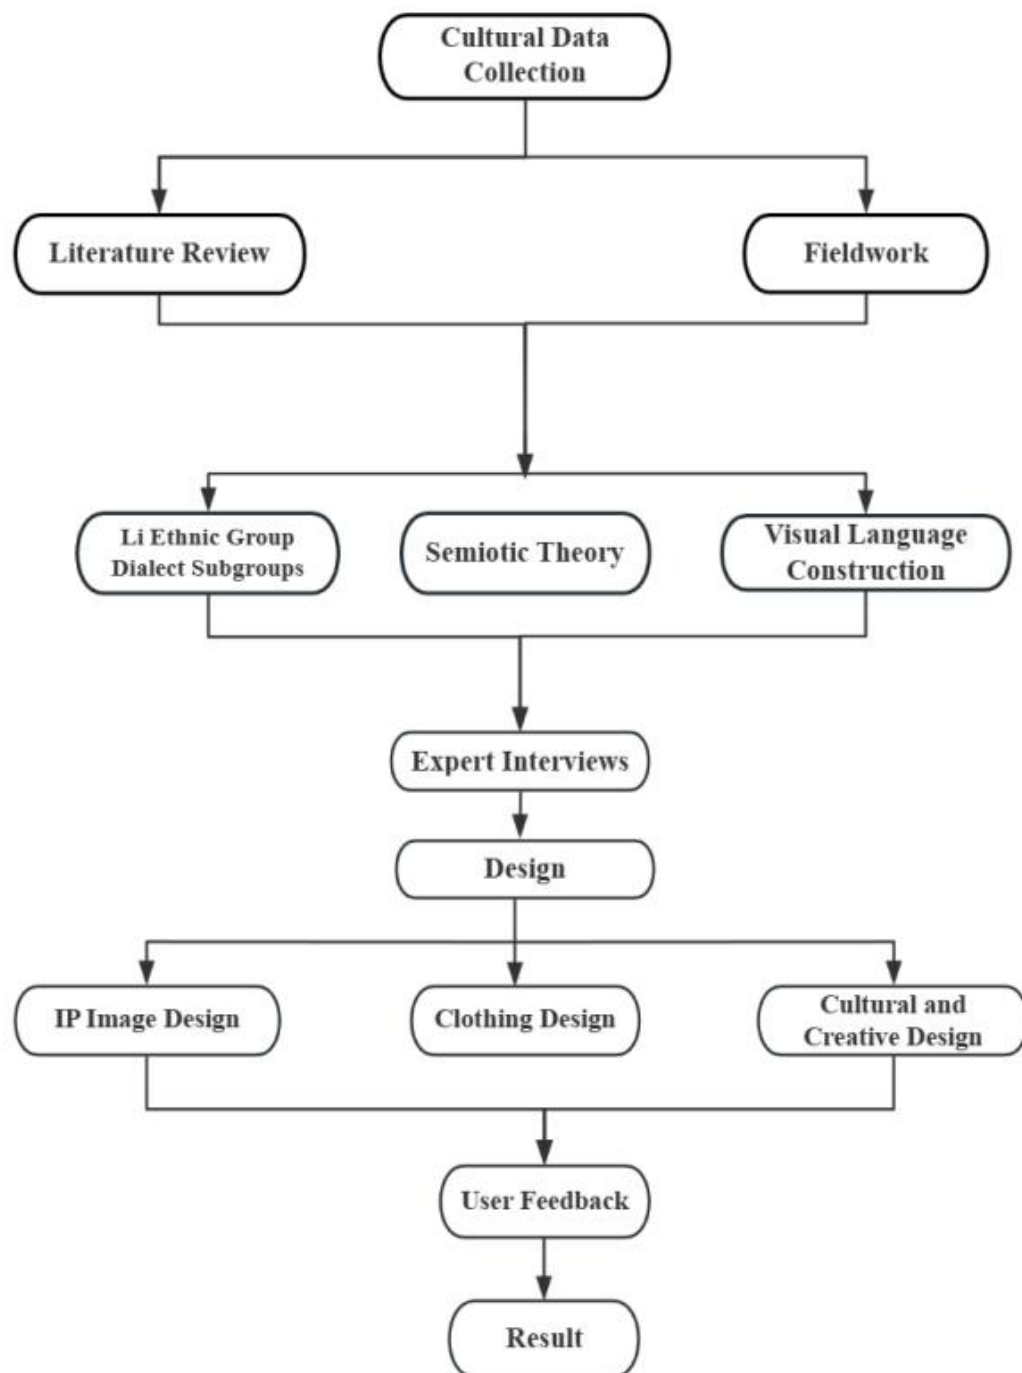 Cultural Data
Collection
Literature Review
Fieldwork
Li Ethnic Group
Dialect Subgroups
Semiotic Theory
Visual Language
Construction
Expert Interviews
Design
IP Image Design
Clothing Design
Cultural and
Creative Design
User Feedback
Result